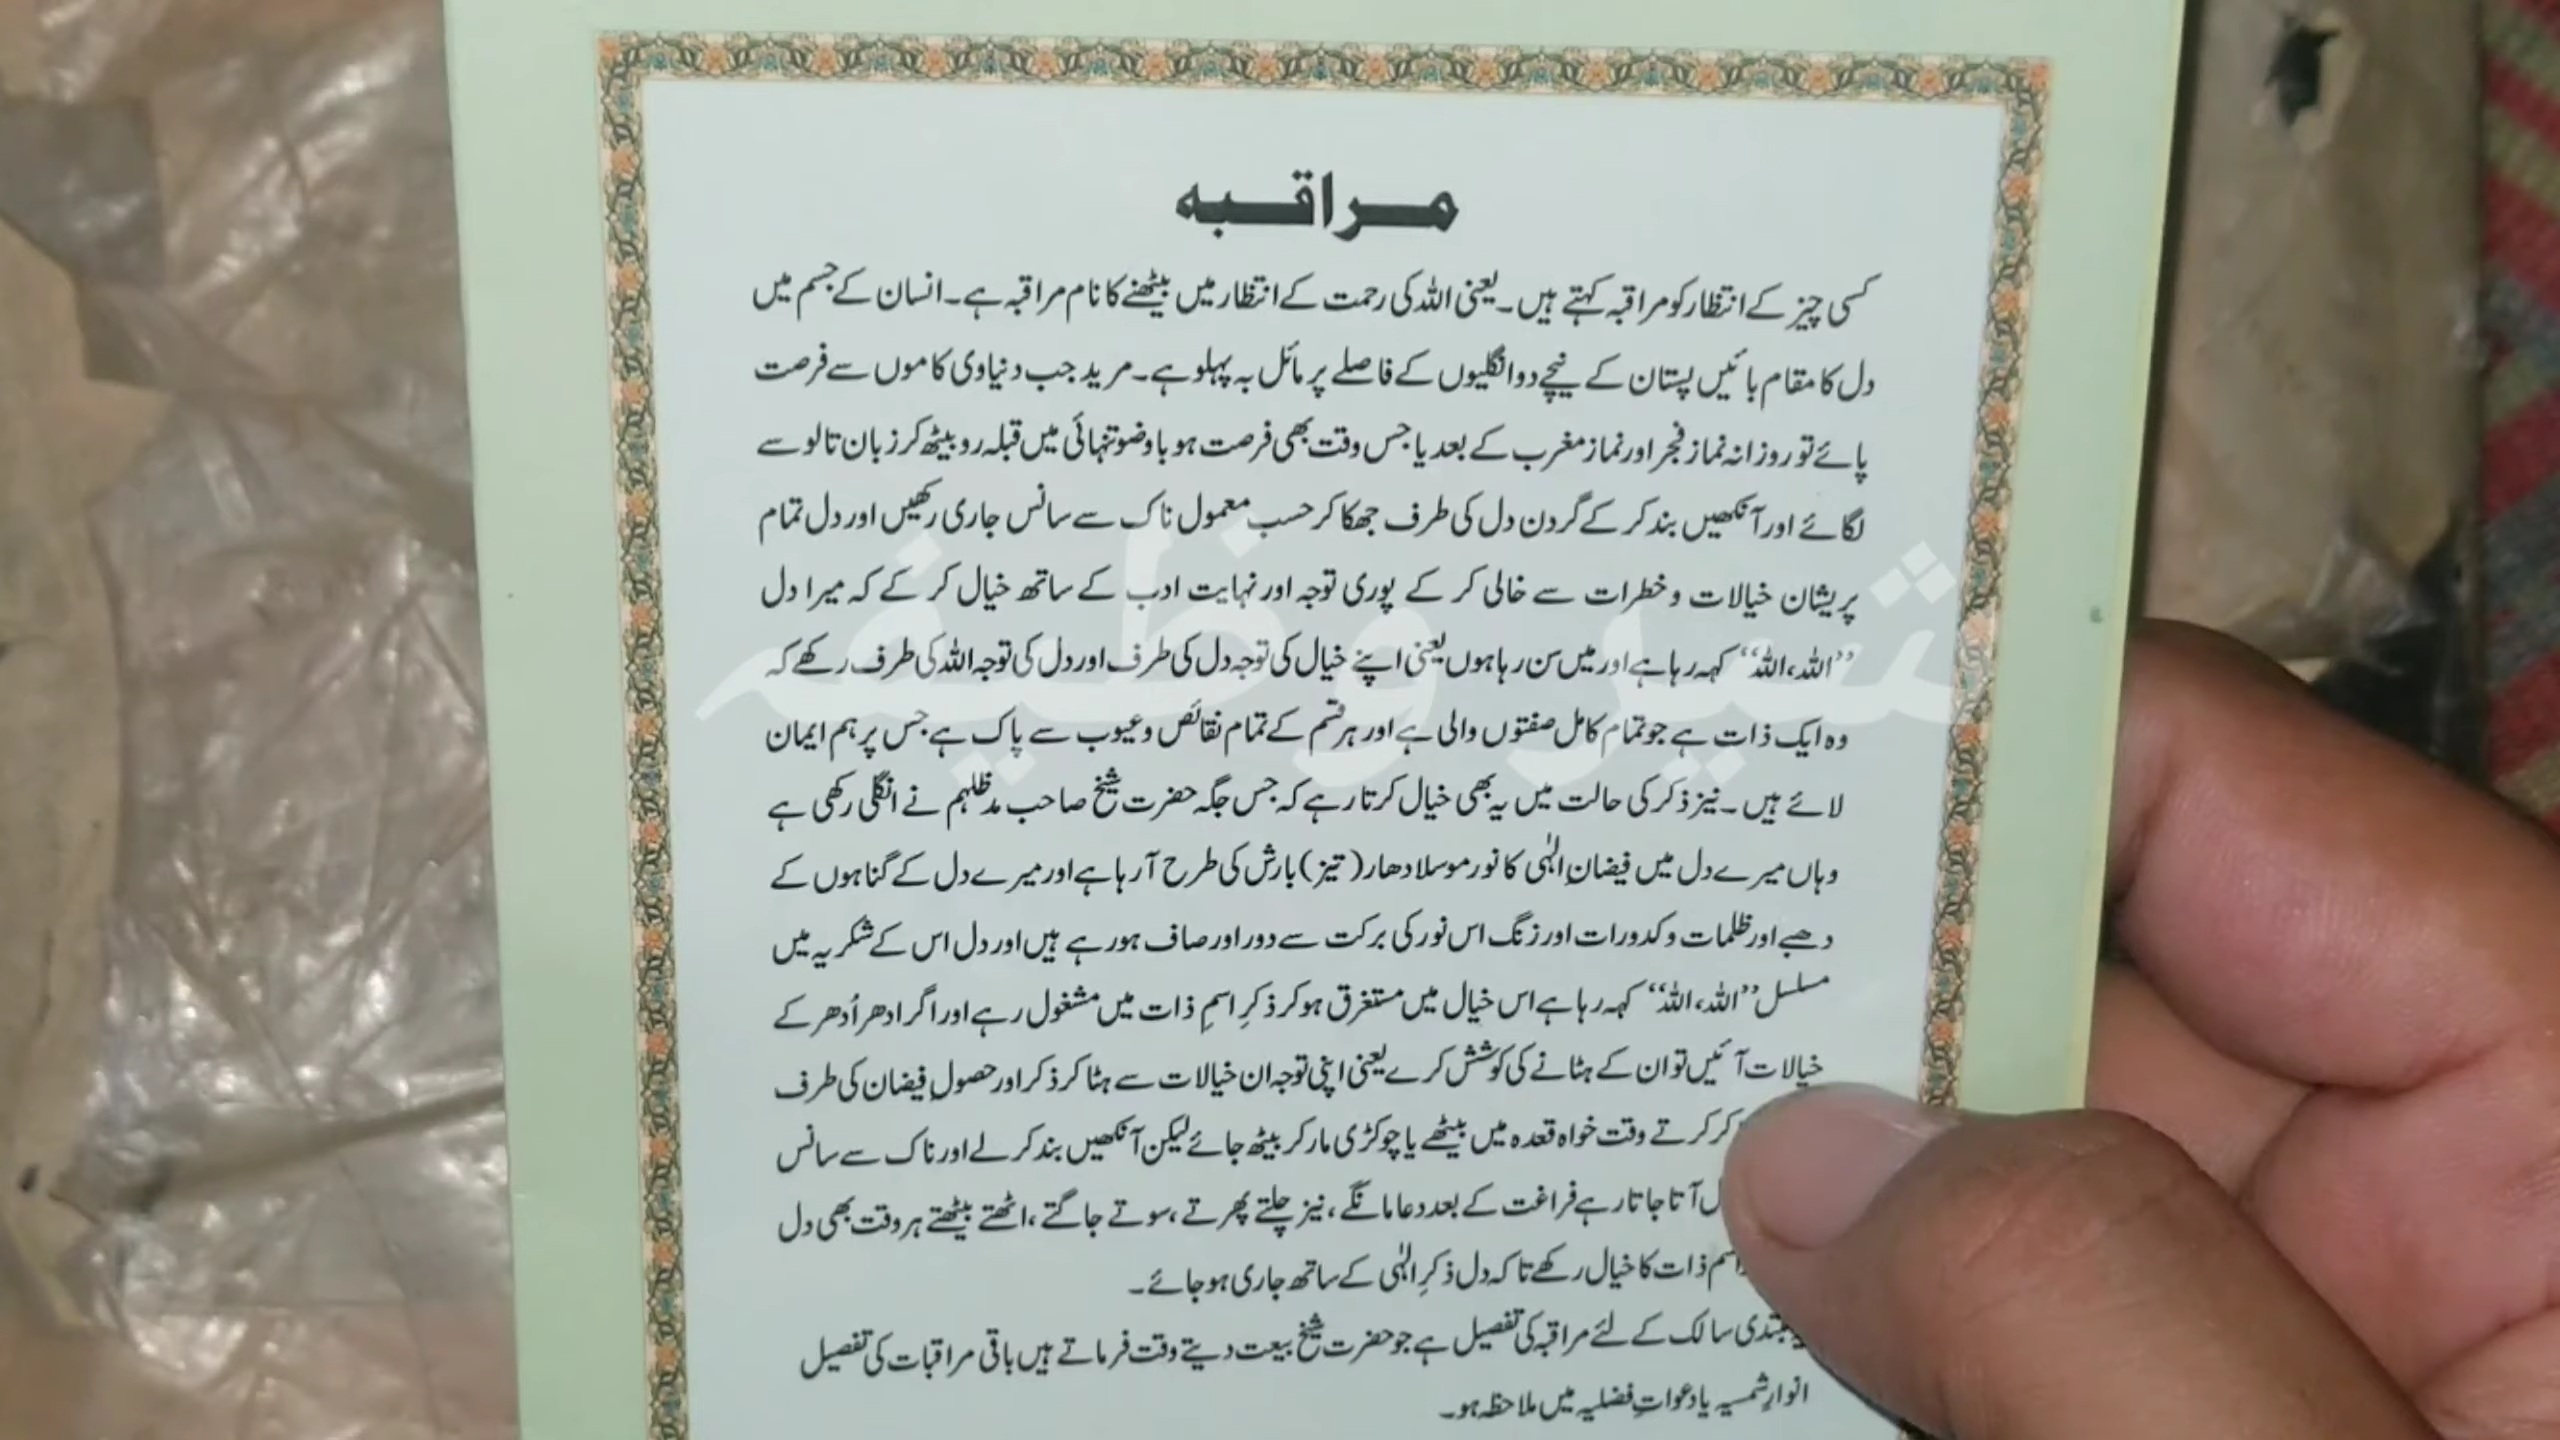 مراقبہ
کسی چیز کے انتظار کو مراقبہ کہتے ہیں۔ یعنی اللہ کی رحمت کے انتظار میں بیٹھنے کا نام مراقبہ ہے۔ انسان کے جسم میں
دل کا مقام بائیں پستان کے نیچے دو انگلیوں کے فاصلے پر مائل بہ پہلو ہے۔ مرید جب دنیاوی کاموں سے فرصت
پائے تو روزانہ نماز فجر اور نماز مغرب کے بعد یا جس وقت بھی فرصت ہو باوضو تنہائی میں قبلہ رو بیٹھ کر زبان تالو سے
لگائے اور آنکھیں بند کر کے گردن دل کی طرف جھکا کر حسب معمول ناک سے سانس جاری رکھیں اور دل تمام
پریشان خیالات و خطرات سے خالی کر کے پوری توجہ اور نہایت ادب کے ساتھ خیال کر کے کہ میرا دل
”اللہ، اللہ“ کہہ رہا ہے اور میں سن رہا ہوں یعنی اپنے خیال کی توجہ دل کی طرف اور دل کی توجہ اللہ کی طرف رکھے کہ
وہ ایک ذات ہے جو تمام کامل صفتوں والی ہے اور ہر قسم کے تمام نقائص و عیوب سے پاک ہے جس پر ہم ایمان
لائے ہیں۔ نیز ذکر کی حالت میں یہ بھی خیال کرتا رہے کہ جس جگہ حضرت شیخ صاحب مدظلہم نے انگلی رکھی ہے
وہاں میرے دل میں فیضانِ الٰہی کا نور موسلا دھار (تیز) بارش کی طرح آ رہا ہے اور میرے دل کے گناہوں کے
دھبے اور ظلمات و کدورات اور زنگ اس نور کی برکت سے دور اور صاف ہو رہے ہیں اور دل اس کے شکریہ میں
مسلسل ”اللہ، اللہ“ کہہ رہا ہے اس خیال میں مستغرق ہو کر ذکرِ اسمِ ذات میں مشغول رہے اور اگر ادھر اُدھر کے
خیالات آئیں تو ان کے ہٹانے کی کوشش کرے یعنی اپنی توجہ ان خیالات سے ہٹا کر ذکر اور حصولِ فیضان کی طرف
کرتے وقت خواہ قعدہ میں بیٹھے یا چوکڑی مار کر بیٹھ جائے لیکن آنکھیں بند کر لے اور ناک سے سانس
آتا جاتا رہے فراغت کے بعد دعا مانگے، نیز چلتے پھرتے، سوتے جاگتے، اٹھتے بیٹھتے ہر وقت بھی دل
اسم ذات کا خیال رکھے تاکہ دل ذکرِ الٰہی کے ساتھ جاری ہو جائے۔
مبتدی سالک کے لئے مراقبہ کی تفصیل ہے جو حضرت شیخ بیعت دیتے وقت فرماتے ہیں باقی مراقبات کی تفصیل
انوارِ شمسیہ یا دعواتِ فضلیہ میں ملاحظہ ہو۔
شیر وظیفہ